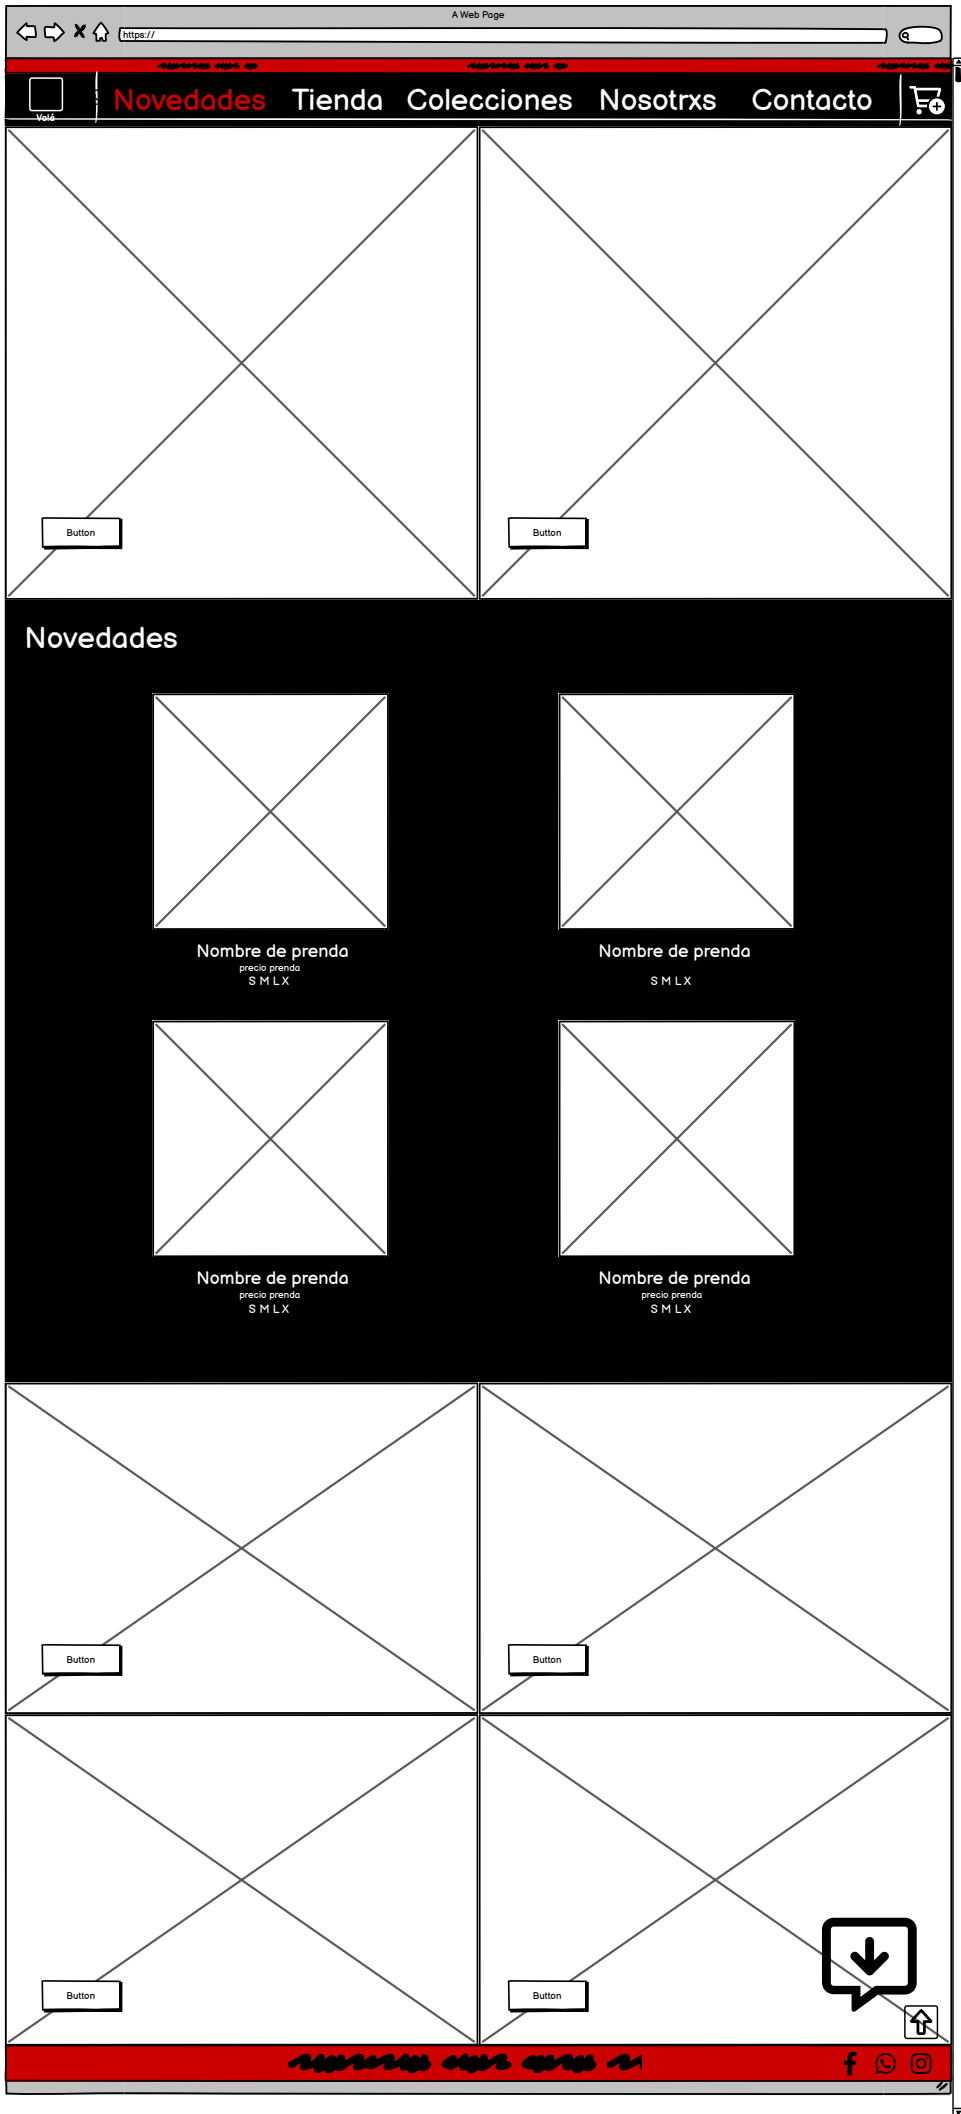 A Web Page
https://
Novedades Tienda Colecciones Nosotrxs Contacto
Volá
Button Button
Novedades
Nombre de prenda Nombre de prenda
precio prenda
S M L X S M L X
Nombre de prenda Nombre de prenda
precio prenda precio prenda
S M L X S M L X
Button Button
Button Button